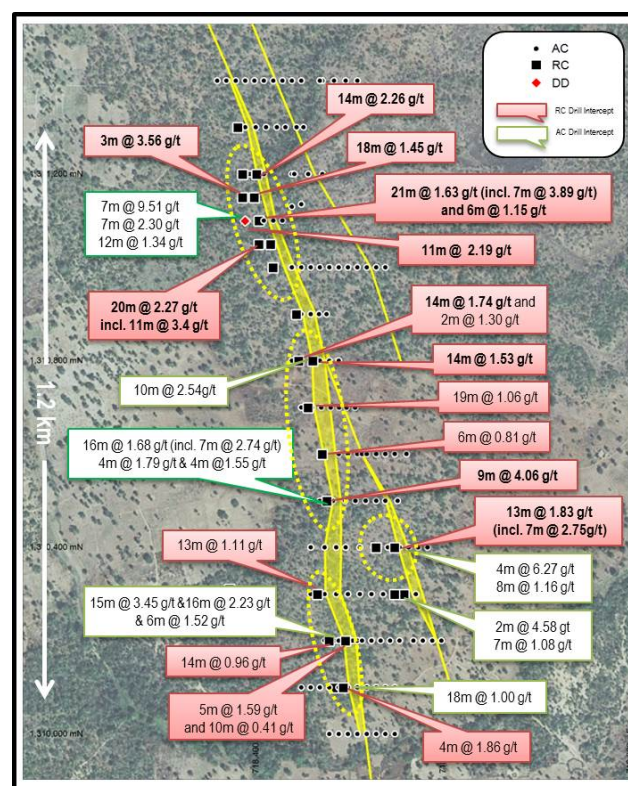 AC
RC
DD
RC Drill Intercept
AC Drill Intercept
14m @ 2.26 g/t
3m @ 3.56 g/t
18m @ 1.45 g/t
21m @ 1.63 g/t (incl. 7m @ 3.89 g/t)
and 6m @ 1.15 g/t
7m @ 9.51 g/t
7m @ 2.30 g/t
12m @ 1.34 g/t
11m @ 2.19 g/t
20m @ 2.27 g/t
incl. 11m @ 3.4 g/t
14m @ 1.74 g/t and
2m @ 1.30 g/t
14m @ 1.53 g/t
10m @ 2.54g/t
19m @ 1.06 g/t
1.2 km
6m @ 0.81 g/t
16m @ 1.68 g/t (incl. 7m @ 2.74 g/t)
4m @ 1.79 g/t & 4m @1.55 g/t
9m @ 4.06 g/t
13m @ 1.83 g/t
(incl. 7m @ 2.75g/t)
13m @ 1.11 g/t
4m @ 6.27 g/t
8m @ 1.16 g/t
15m @ 3.45 g/t &16m @ 2.23 g/t
& 6m @ 1.52 g/t
2m @ 4.58 gt
7m @ 1.08 g/t
14m @ 0.96 g/t
5m @ 1.59 g/t
and 10m @ 0.41 g/t
18m @ 1.00 g/t
4m @ 1.86 g/t
1,310,000 mN
718,400